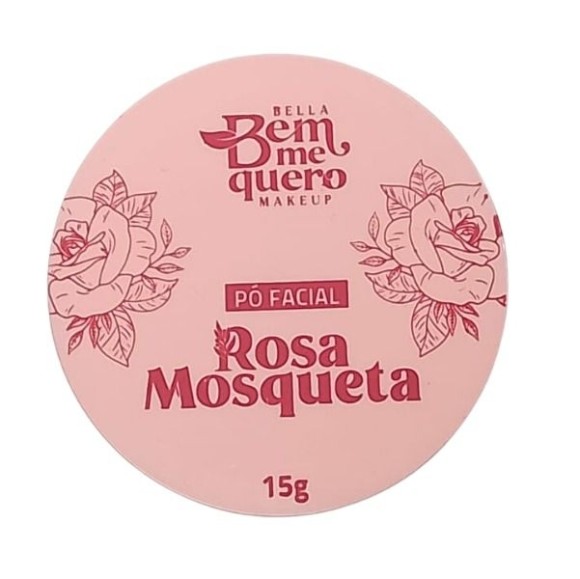 BELLA
Bem
me
quero
MAKEUP
PÓ FACIAL
Rosa
Mosqueta
15g